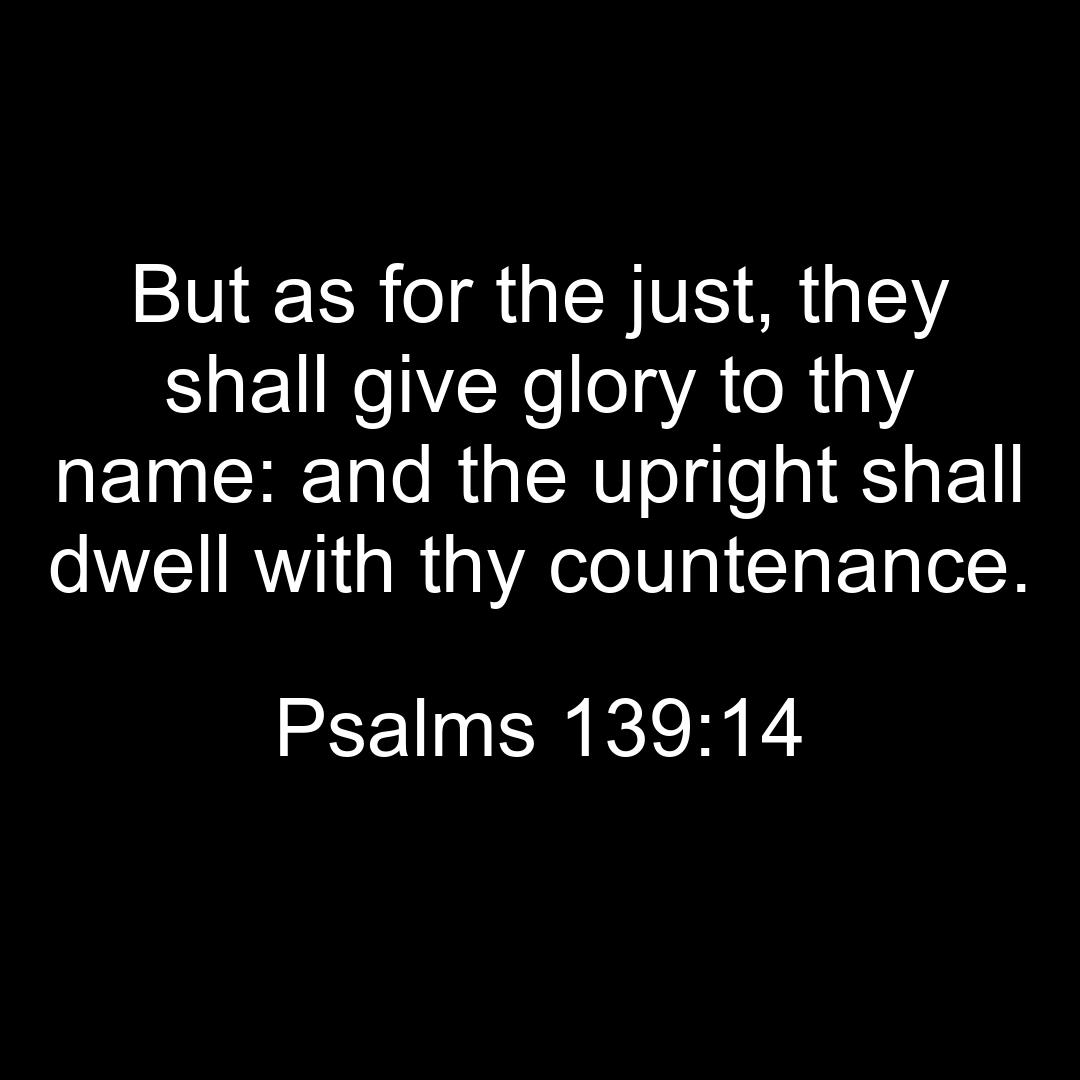 But as for the just, they
shall give glory to thy
name: and the upright shall
dwell with thy countenance.
Psalms 139:14